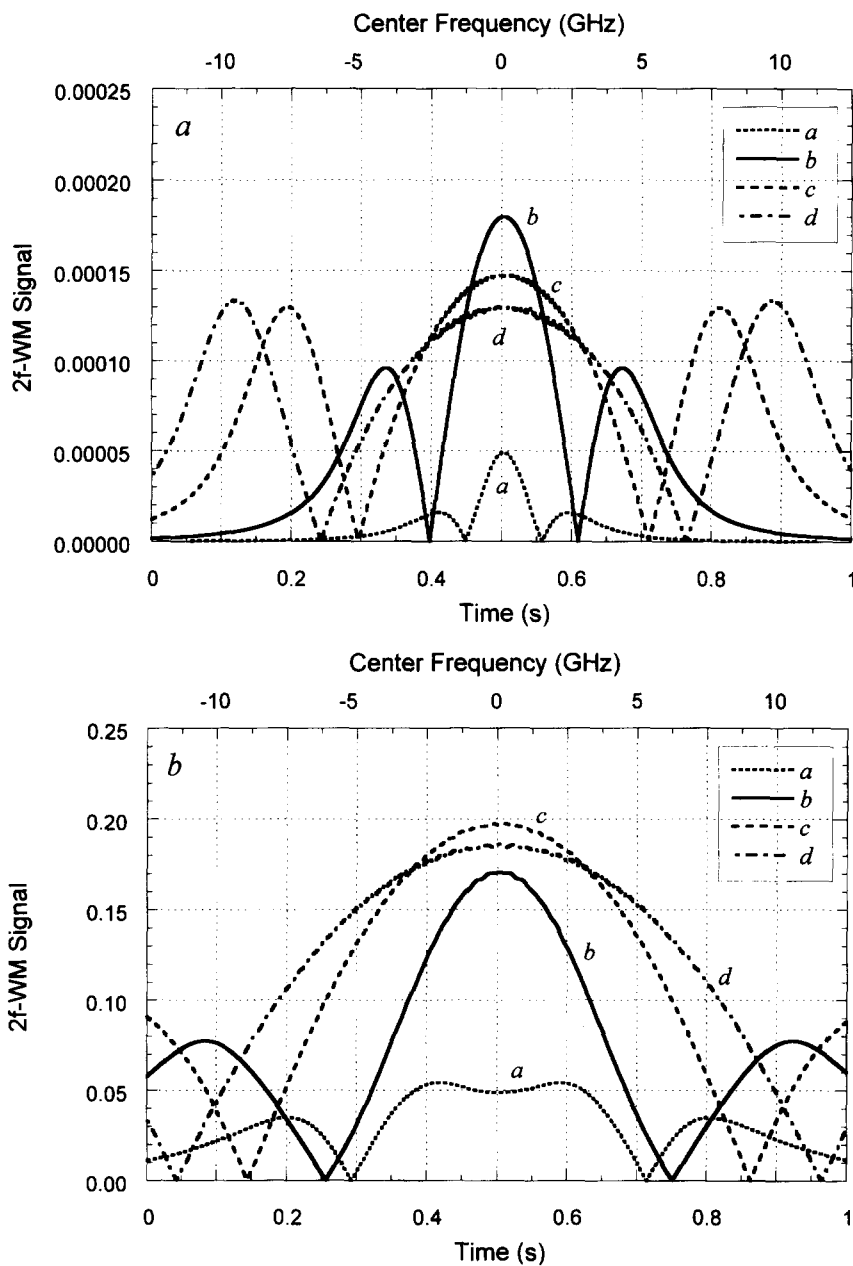 Center Frequency (GHz)
-10 -5 0 5 10
0.00025
0.00020
0.00015
0.00010
0.00005
0.00000
2f-WM Signal
a
a
b
c
d
b
c
d
a
0 0.2 0.4 0.6 0.8 1
Time (s)
Center Frequency (GHz)
-10 -5 0 5 10
0.25
0.20
0.15
0.10
0.05
0.00
2f-WM Signal
b
a
b
c
d
c
b
d
a
0 0.2 0.4 0.6 0.8 1
Time (s)